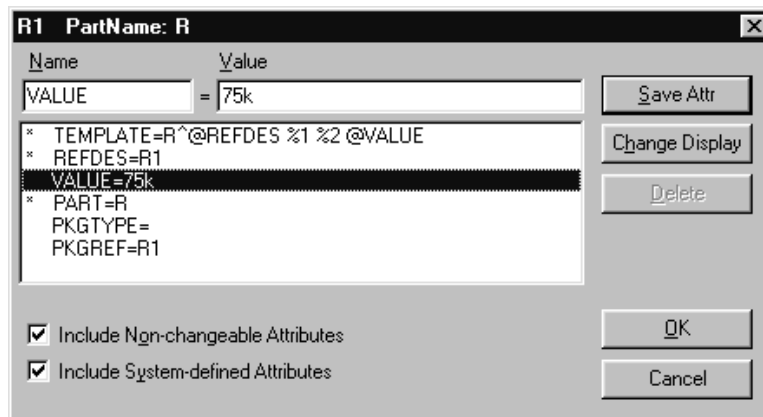 R1 PartName: R
Name Value
VALUE = 75k
Save Attr
* TEMPLATE=R^@REFDES %1 %2 @VALUE
* REFDES=R1
VALUE=75k
* PART=R
PKGTYPE=
PKGREF=R1
Change Display
Delete
Include Non-changeable Attributes
Include System-defined Attributes
OK
Cancel